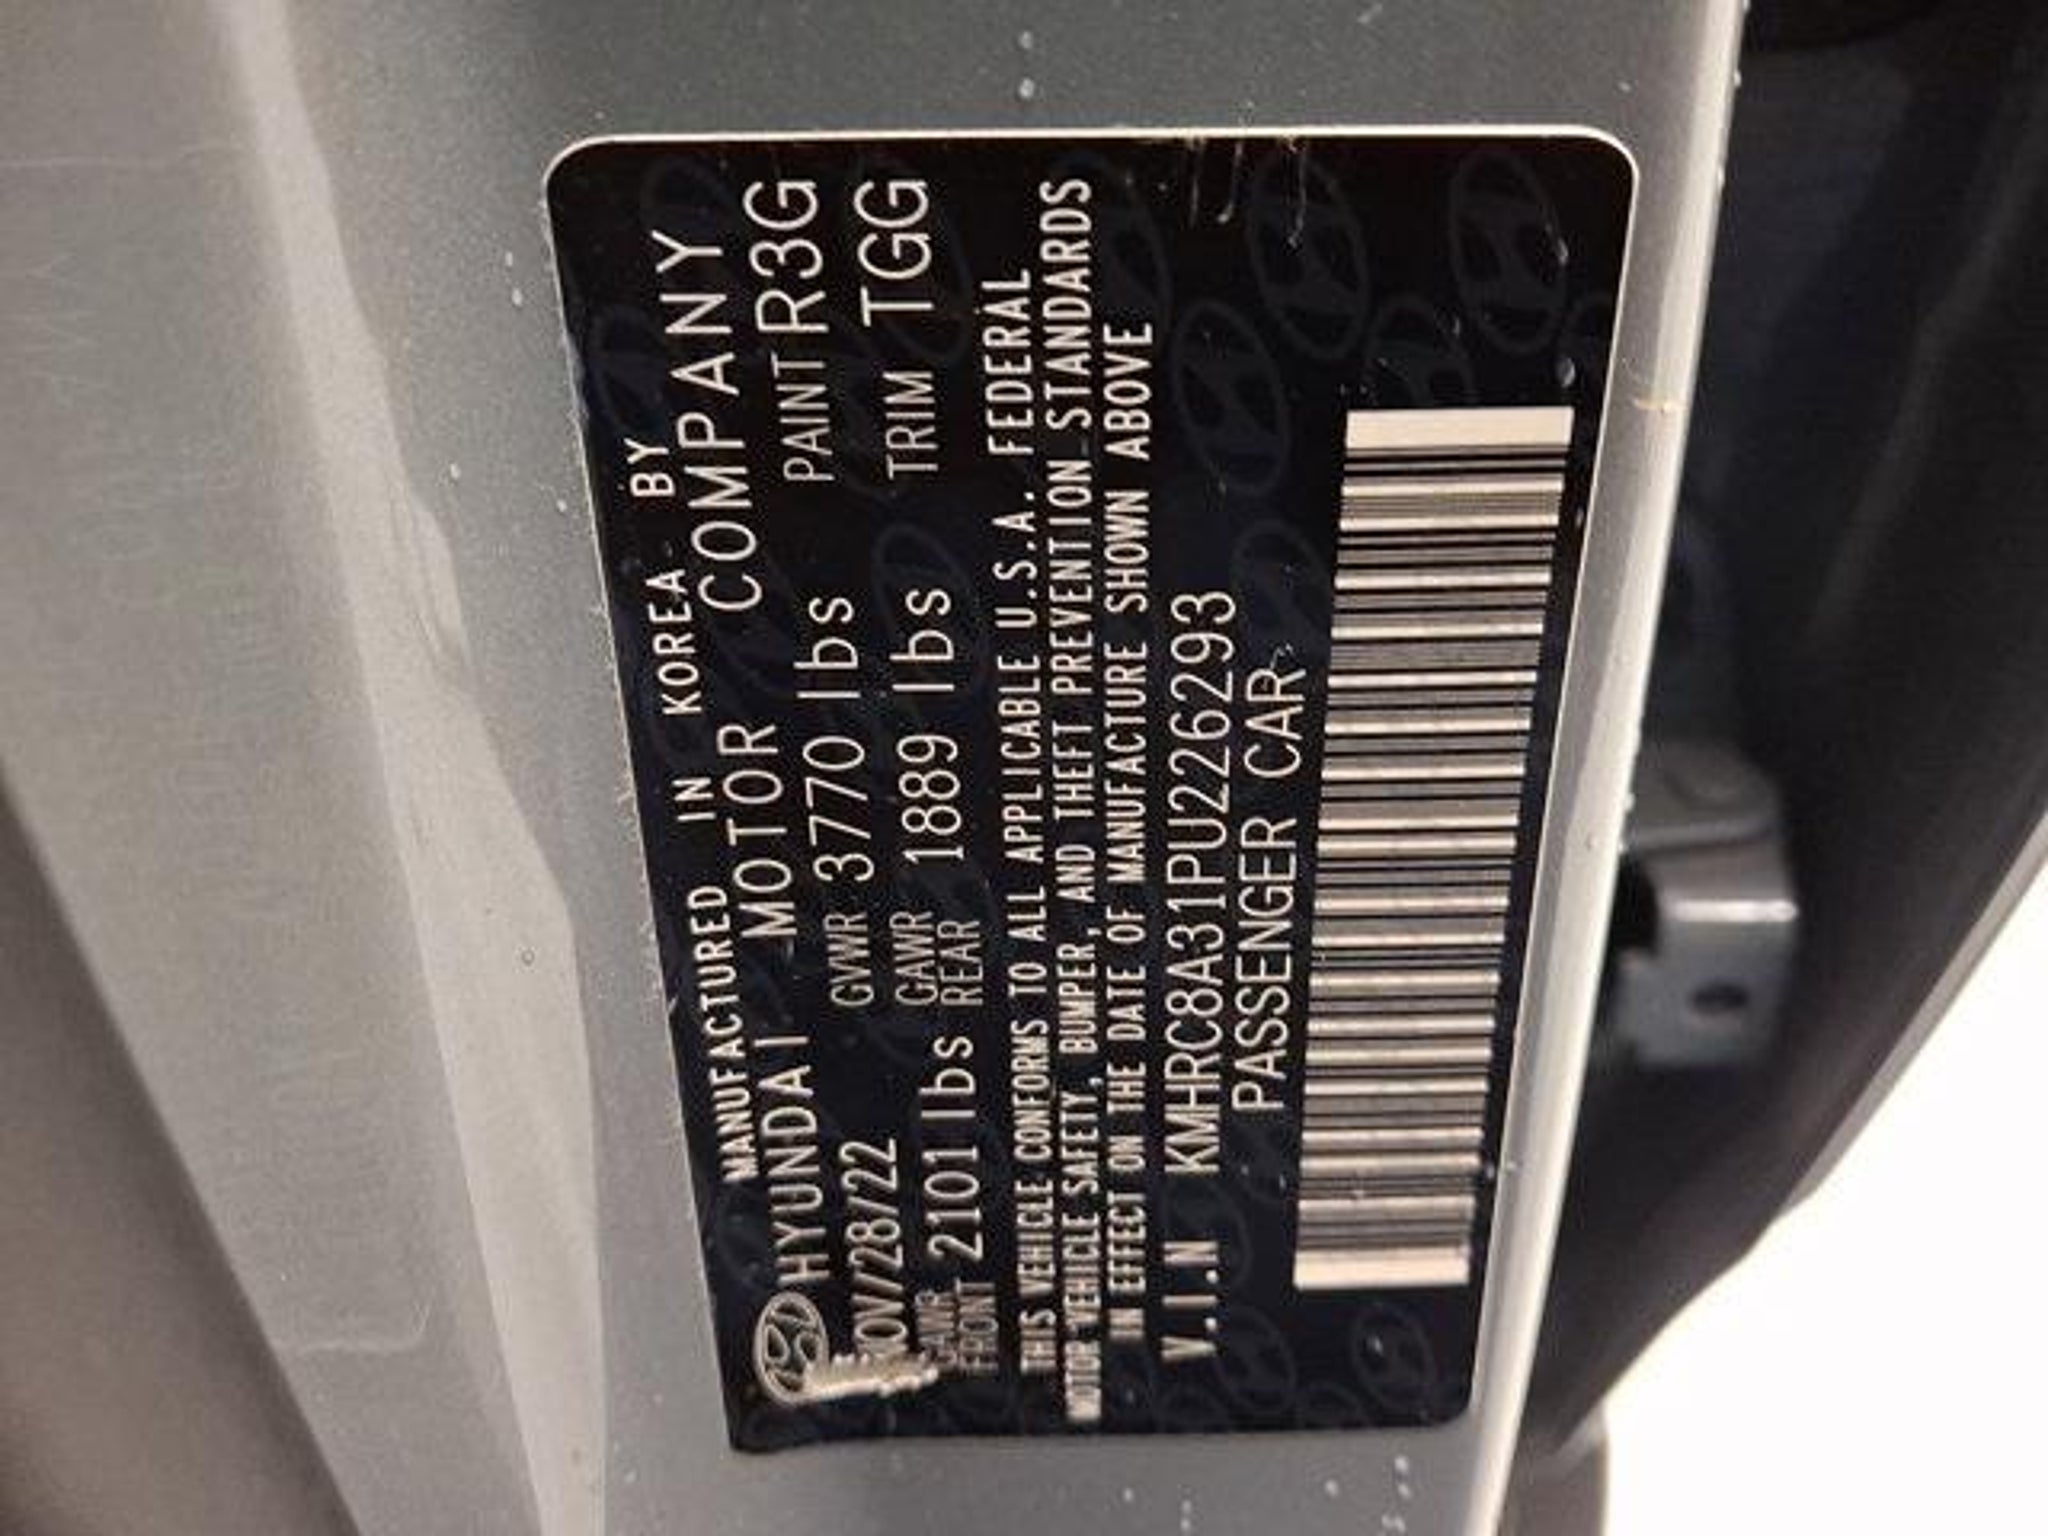 MANUFACTURED IN KOREA BY
HYUNDAI MOTOR COMPANY
NOV/28/22 GVWR 3770 lbs PAINT R3G
GAWR FRONT 2101 lbs GAWR REAR 1889 lbs TRIM TGG
THIS VEHICLE CONFORMS TO ALL APPLICABLE U.S.A. FEDERAL
MOTOR VEHICLE SAFETY, BUMPER, AND THEFT PREVENTION STANDARDS
IN EFFECT ON THE DATE OF MANUFACTURE SHOWN ABOVE
V.I.N KMHRC8A31PU226293
PASSENGER CAR